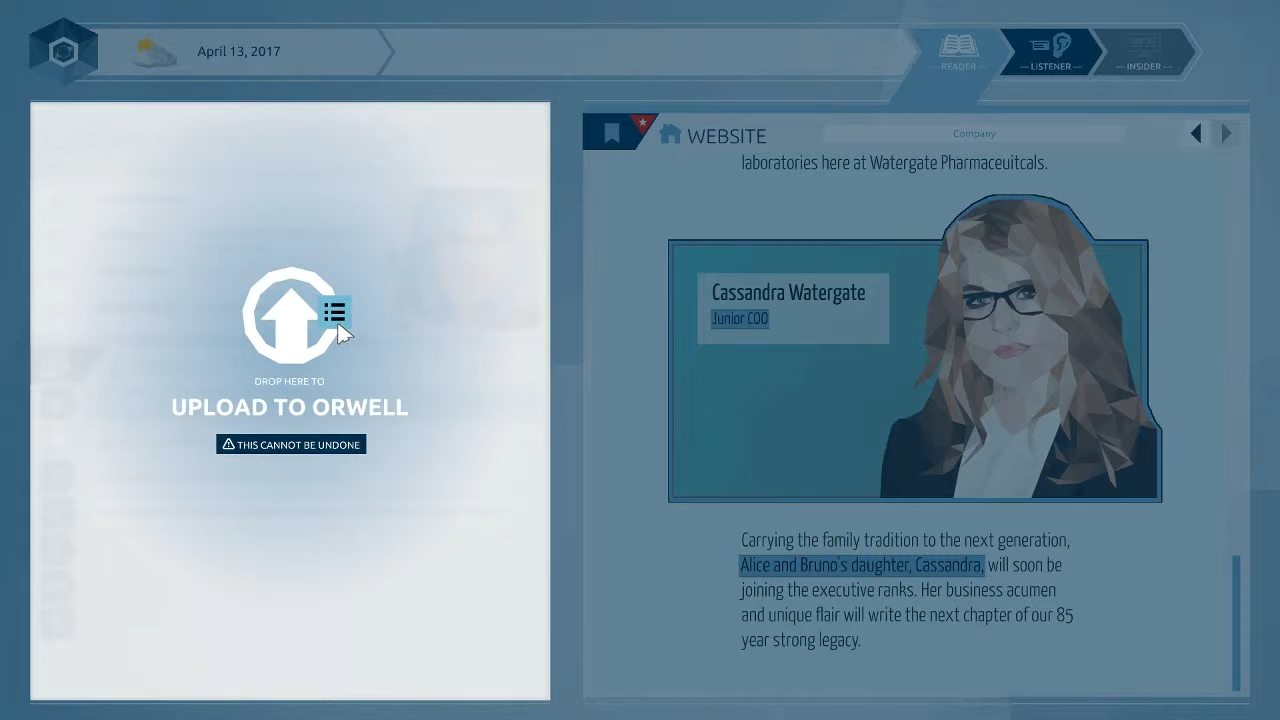 April 13, 2017
READER
LISTENER
INSIDER
WEBSITE
Company
laboratories here at Watergate Pharmaceuitcals.
Cassandra Watergate
Junior COO
DROP HERE TO
UPLOAD TO ORWELL
THIS CANNOT BE UNDONE
Carrying the family tradition to the next generation,
Alice and Bruno's daughter, Cassandra, will soon be
joining the executive ranks. Her business acumen
and unique flair will write the next chapter of our 85
year strong legacy.